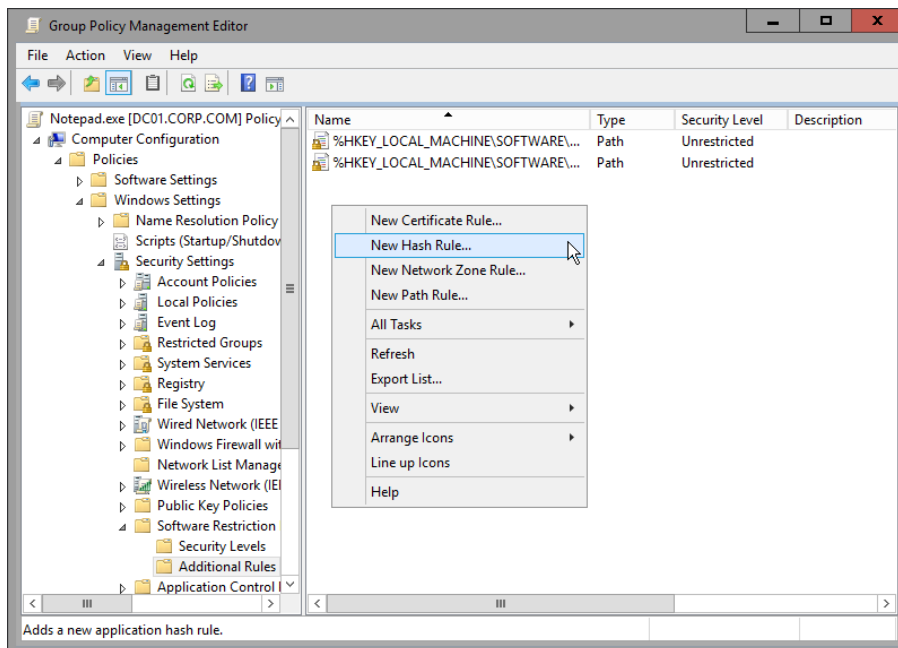 Group Policy Management Editor
File Action View Help
Notepad.exe [DC01.CORP.COM] Policy
Computer Configuration
Policies
Software Settings
Windows Settings
Name Resolution Policy
Scripts (Startup/Shutdov
Security Settings
Account Policies
Local Policies
Event Log
Restricted Groups
System Services
Registry
File System
Wired Network (IEEE
Windows Firewall wit
Network List Manage
Wireless Network (IEI
Public Key Policies
Software Restriction
Security Levels
Additional Rules
Application Control I
Name Type Security Level Description
%HKEY_LOCAL_MACHINE\SOFTWARE\... Path Unrestricted
%HKEY_LOCAL_MACHINE\SOFTWARE\... Path Unrestricted
New Certificate Rule...
New Hash Rule...
New Network Zone Rule...
New Path Rule...
All Tasks
Refresh
Export List...
View
Arrange Icons
Line up Icons
Help
Adds a new application hash rule.